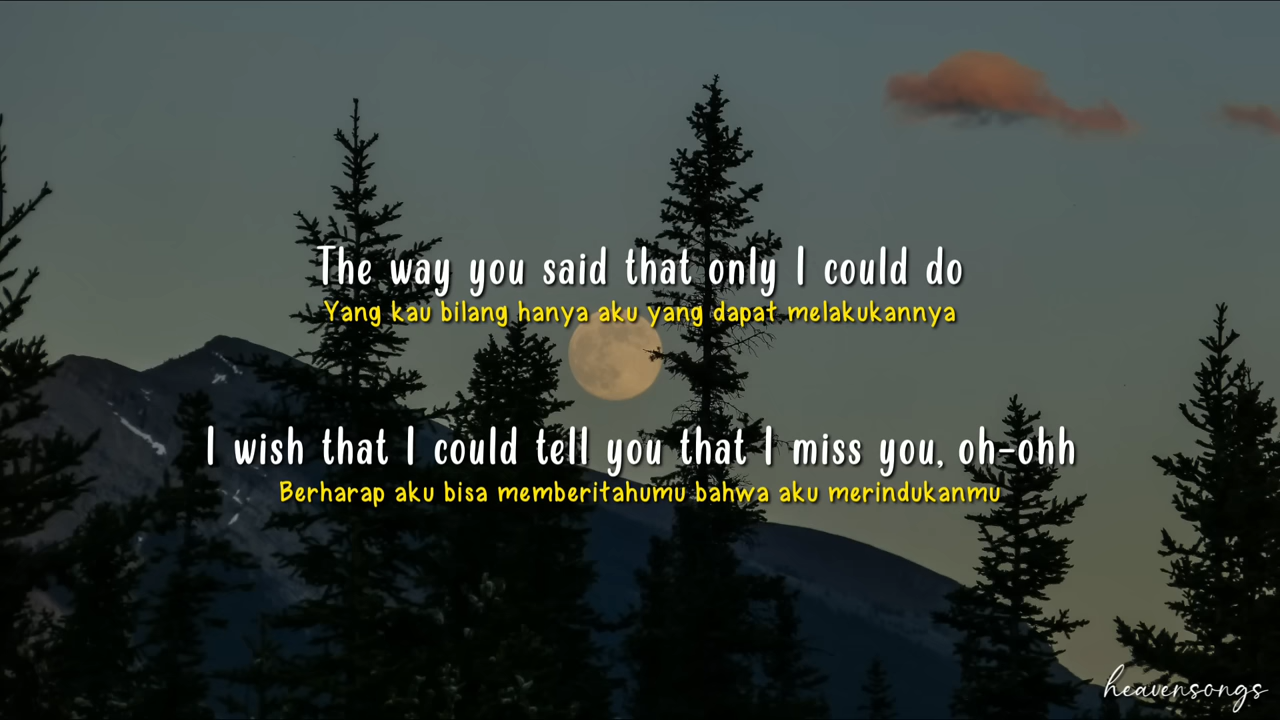 The way you said that only I could do
Yang kau bilang hanya aku yang dapat melakukannya
I wish that I could tell you that I miss you, oh-ohh
Berharap aku bisa memberitahumu bahwa aku merindukanmu
heavensongs